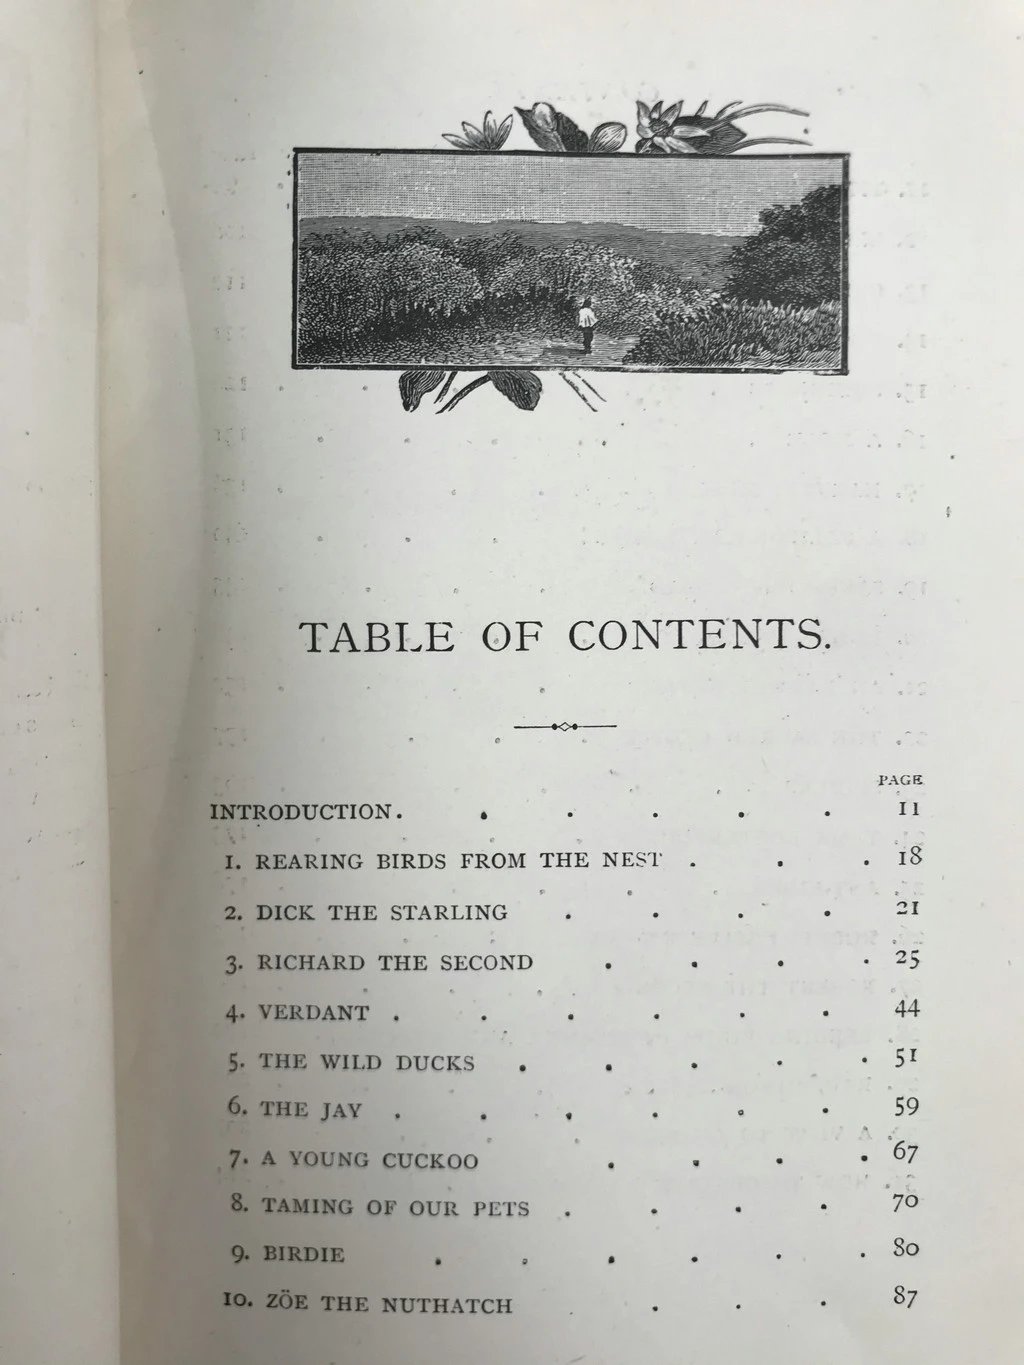 TABLE OF CONTENTS.
PAGE
INTRODUCTION . . . . . . 11
1. REARING BIRDS FROM THE NEST . . . 18
2. DICK THE STARLING . . . . 21
3. RICHARD THE SECOND . . . . 25
4. VERDANT . . . . . . 44
5. THE WILD DUCKS . . . . . 51
6. THE JAY . . . . . . 59
7. A YOUNG CUCKOO . . . . 67
8. TAMING OF OUR PETS . . . . 70
9. BIRDIE . . . . . . 80
10. ZÖE THE NUTHATCH . . . 87